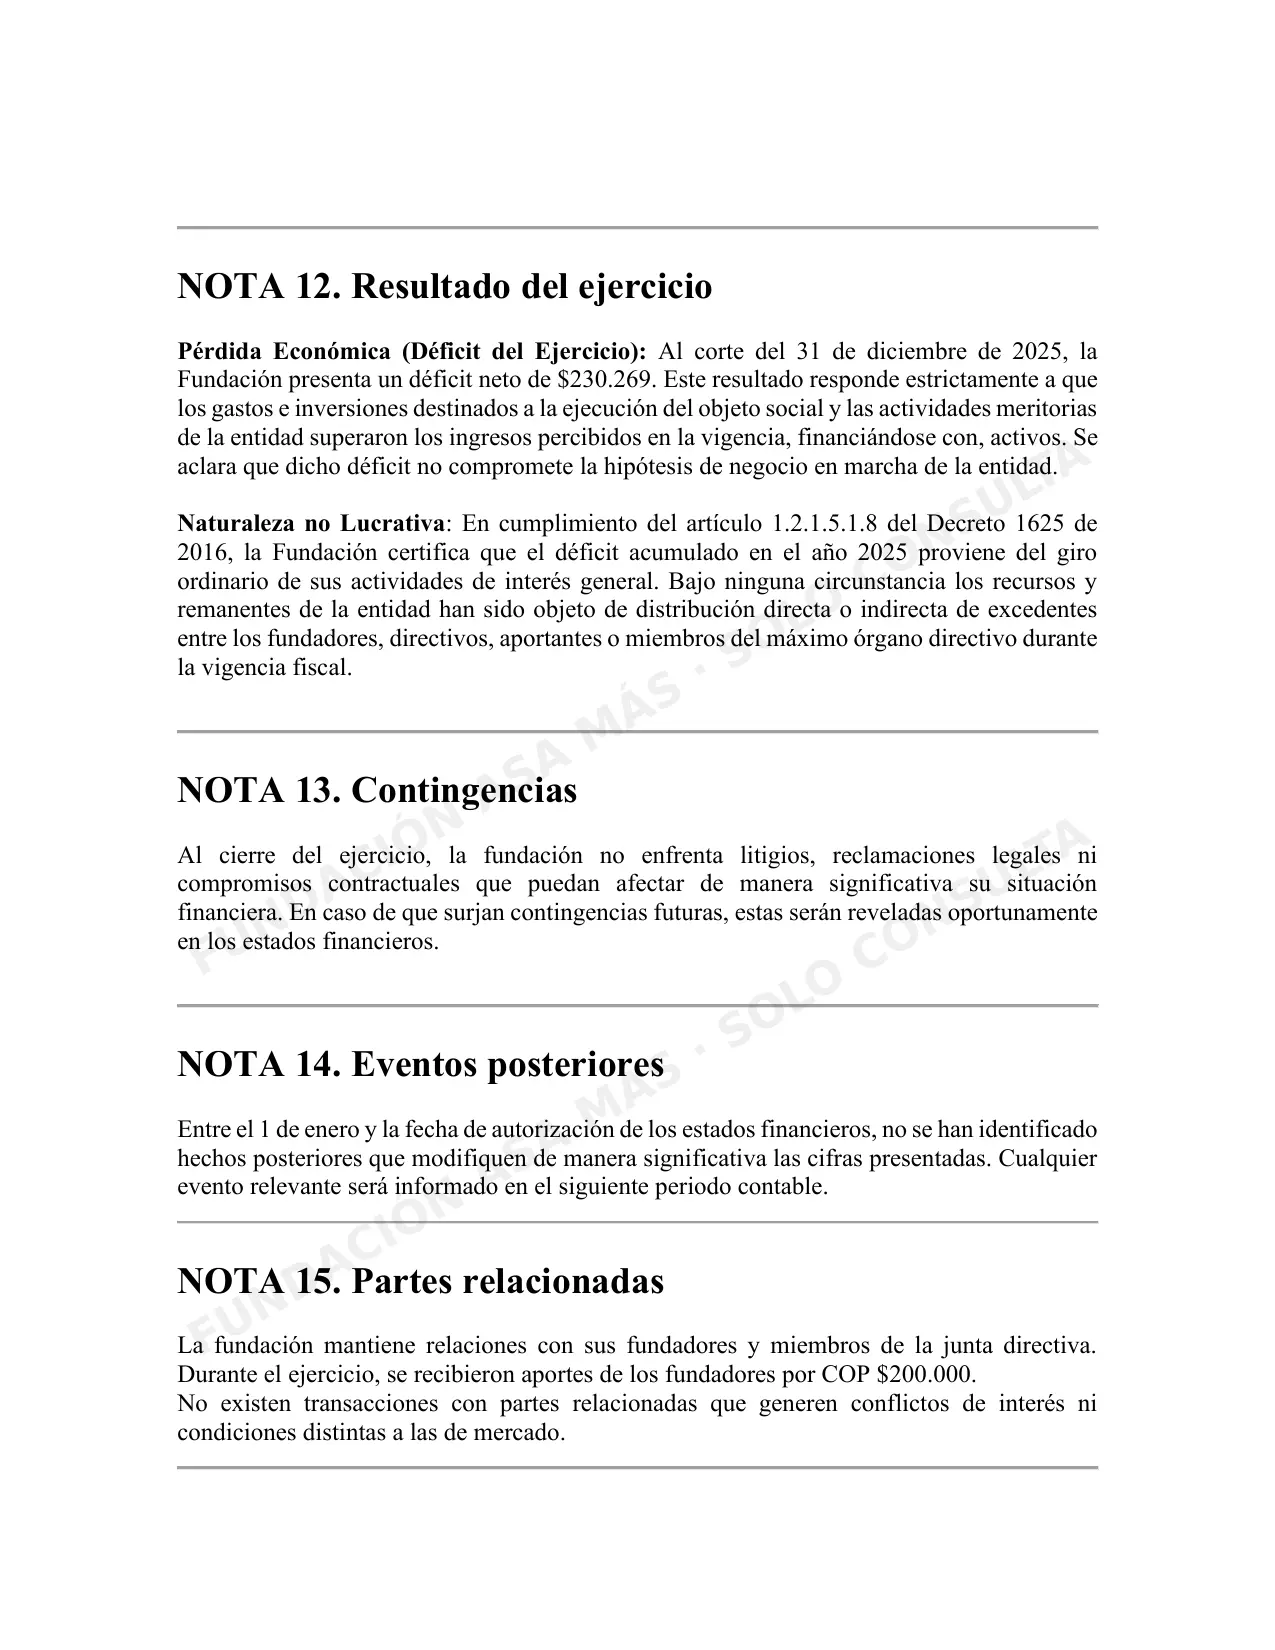 NOTA 12. Resultado del ejercicio
Pérdida Económica (Déficit del Ejercicio): Al corte del 31 de diciembre de 2025, la
Fundación presenta un déficit neto de $230.269. Este resultado responde estrictamente a que
los gastos e inversiones destinados a la ejecución del objeto social y las actividades meritorias
de la entidad superaron los ingresos percibidos en la vigencia, financiándose con, activos. Se
aclara que dicho déficit no compromete la hipótesis de negocio en marcha de la entidad.
Naturaleza no Lucrativa: En cumplimiento del artículo 1.2.1.5.1.8 del Decreto 1625 de
2016, la Fundación certifica que el déficit acumulado en el año 2025 proviene del giro
ordinario de sus actividades de interés general. Bajo ninguna circunstancia los recursos y
remanentes de la entidad han sido objeto de distribución directa o indirecta de excedentes
entre los fundadores, directivos, aportantes o miembros del máximo órgano directivo durante
la vigencia fiscal.
FUNDACIÓN ASA MÁS · SOLO CONSULTA
NOTA 13. Contingencias
Al cierre del ejercicio, la fundación no enfrenta litigios, reclamaciones legales ni
compromisos contractuales que puedan afectar de manera significativa su situación
financiera. En caso de que surjan contingencias futuras, estas serán reveladas oportunamente
en los estados financieros.
FUNDACIÓN ASA MÁS · SOLO CONSULTA
NOTA 14. Eventos posteriores
Entre el 1 de enero y la fecha de autorización de los estados financieros, no se han identificado
hechos posteriores que modifiquen de manera significativa las cifras presentadas. Cualquier
evento relevante será informado en el siguiente periodo contable.
NOTA 15. Partes relacionadas
La fundación mantiene relaciones con sus fundadores y miembros de la junta directiva.
Durante el ejercicio, se recibieron aportes de los fundadores por COP $200.000.
No existen transacciones con partes relacionadas que generen conflictos de interés ni
condiciones distintas a las de mercado.